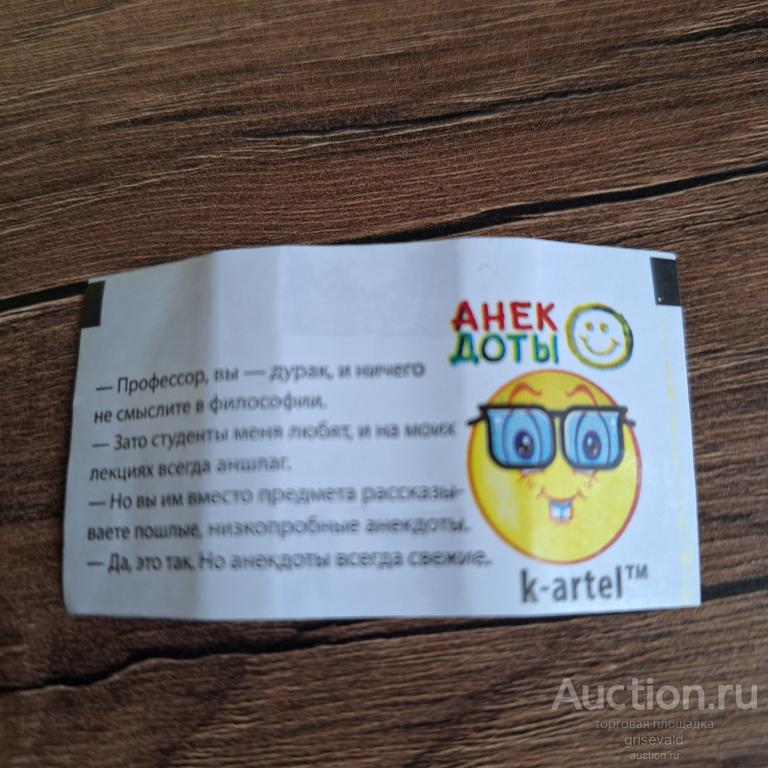 АНЕК
ДОТЫ
— Профессор, вы — дурак, и ничего
не смыслите в философии.
— Зато студенты меня любят, и на моих
лекциях всегда аншлаг.
— Но вы им вместо предмета рассказы-
ваете пошлые, низкопробные анекдоты.
— Да, это так. Но анекдоты всегда свежие.
k-artel™
Auction.ru
торговая площадка
grisevald
auction.ru